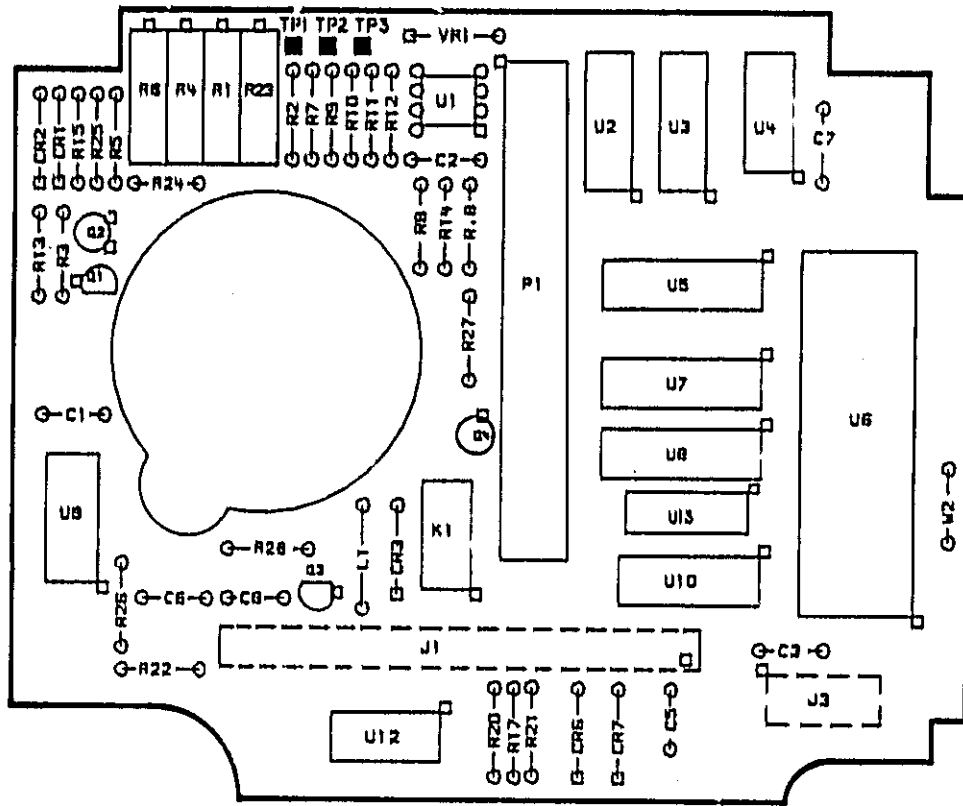 TP1 TP2 TP3
VR1
R6 R4 R1 R23
R2 R7 R9 R10 R11 R12
U1
U2 U3 U4
C7
CR2 CR1 R15 R25 R5
C2
R24
R8 R14
R13 R3
Q2
Q1
P1
U5
R27
U7
U6
C1
U8
U9
K1
U13
W2
L1 CR3
R28
U10
Q3
R26
C6 C8
J1
C3
R22
J3
U12
R20 R17 R21 CR6 CR7 C5